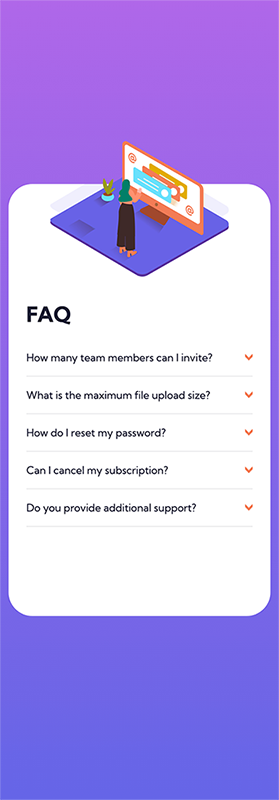 FAQ
How many team members can I invite?
What is the maximum file upload size?
How do I reset my password?
Can I cancel my subscription?
Do you provide additional support?